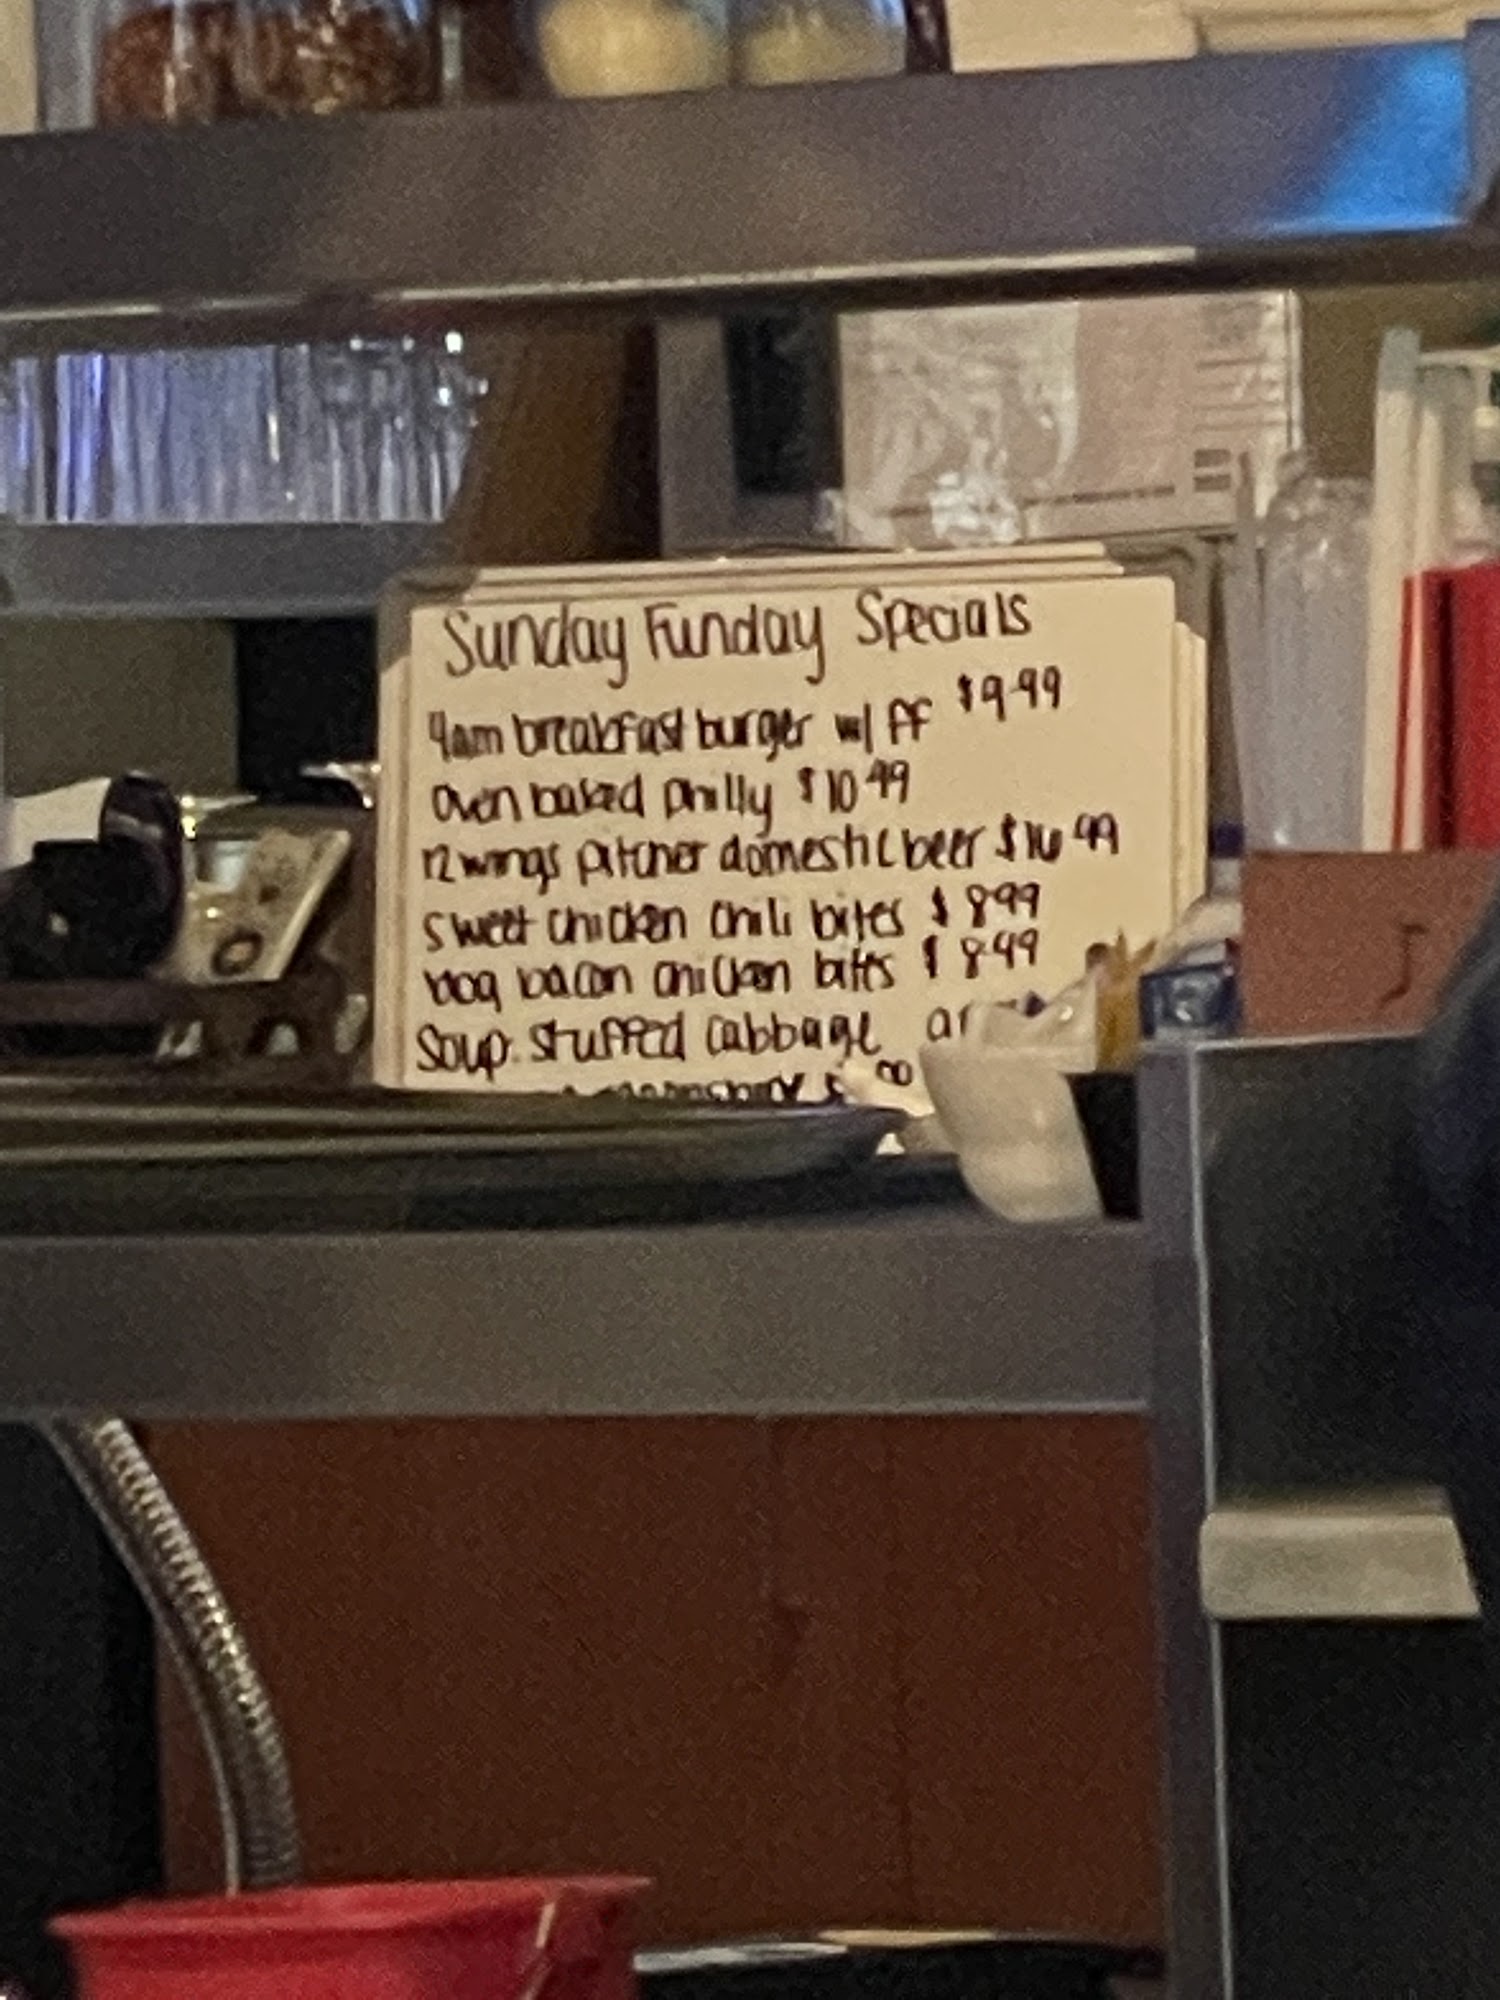 Sunday Funday Specials
4am breakfast burger w/ FF $9.99
oven baked philly $10.99
12 wings pitcher domestic beer $16.99
sweet chicken chili bites $8.99
bbq bacon chicken bites $8.99
Soup: stuffed cabbage